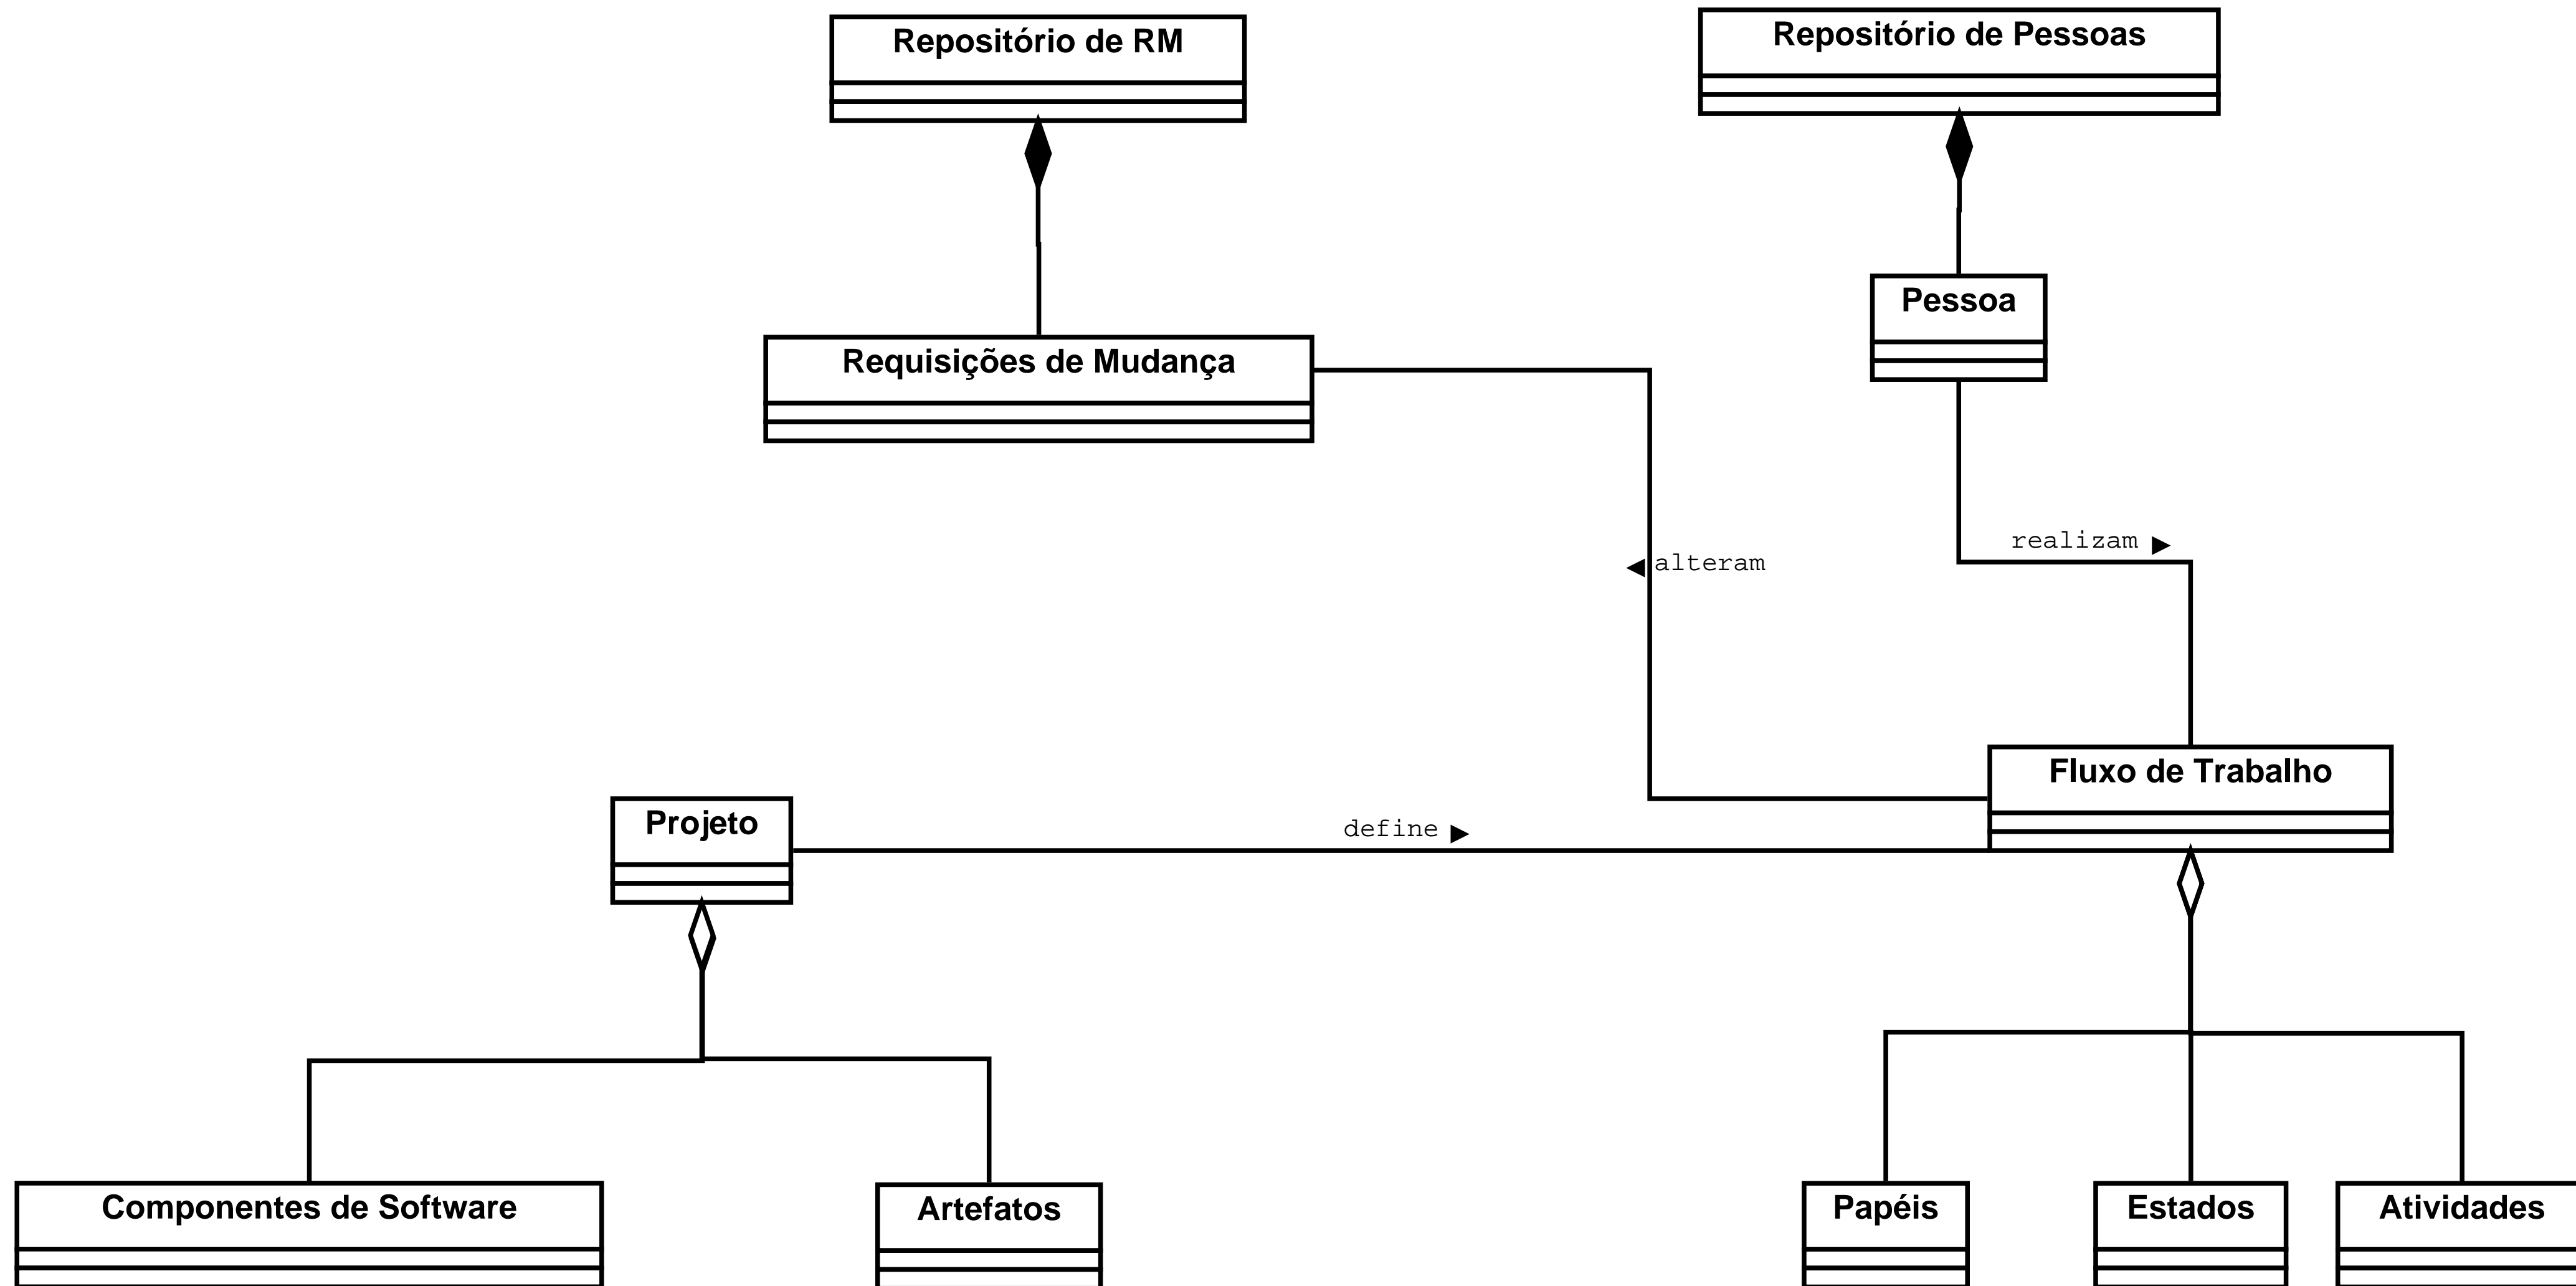 Repositório de RM
Repositório de Pessoas
Pessoa
Requisições de Mudança
realizam
alteram
Fluxo de Trabalho
Projeto
define
Componentes de Software
Artefatos
Papéis
Estados
Atividades